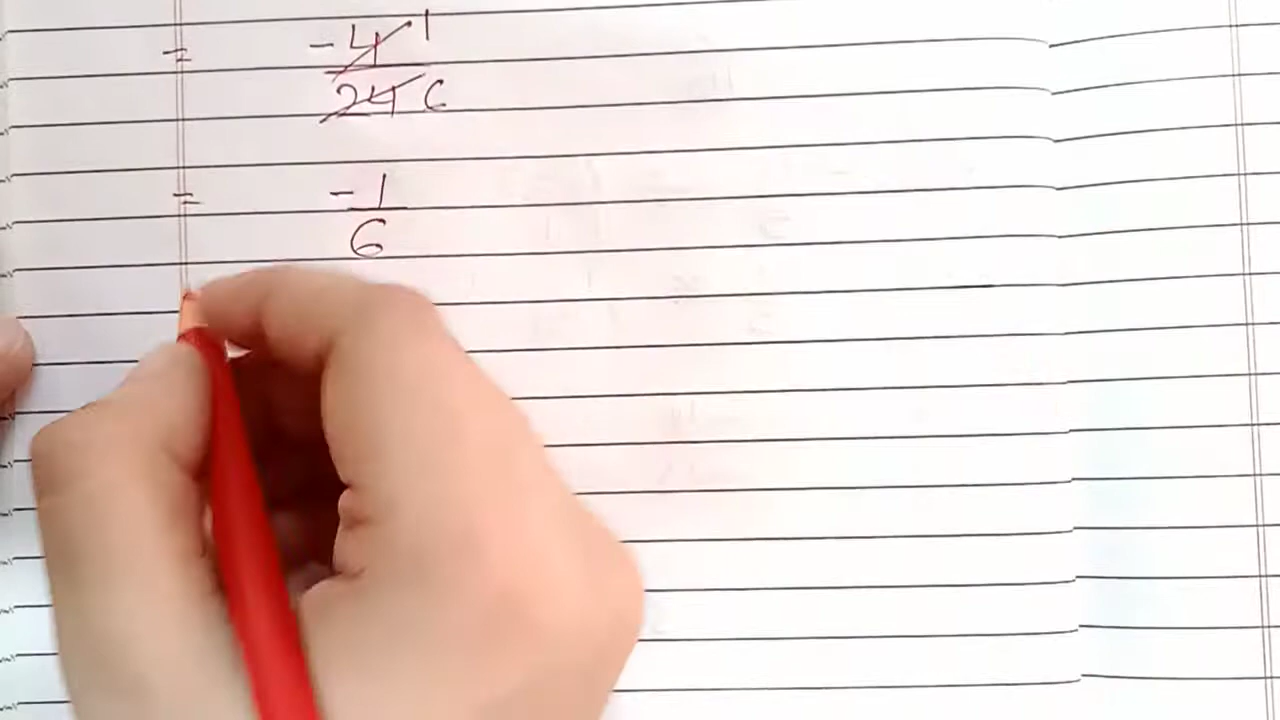 = -4 1
24 6
= -1
6